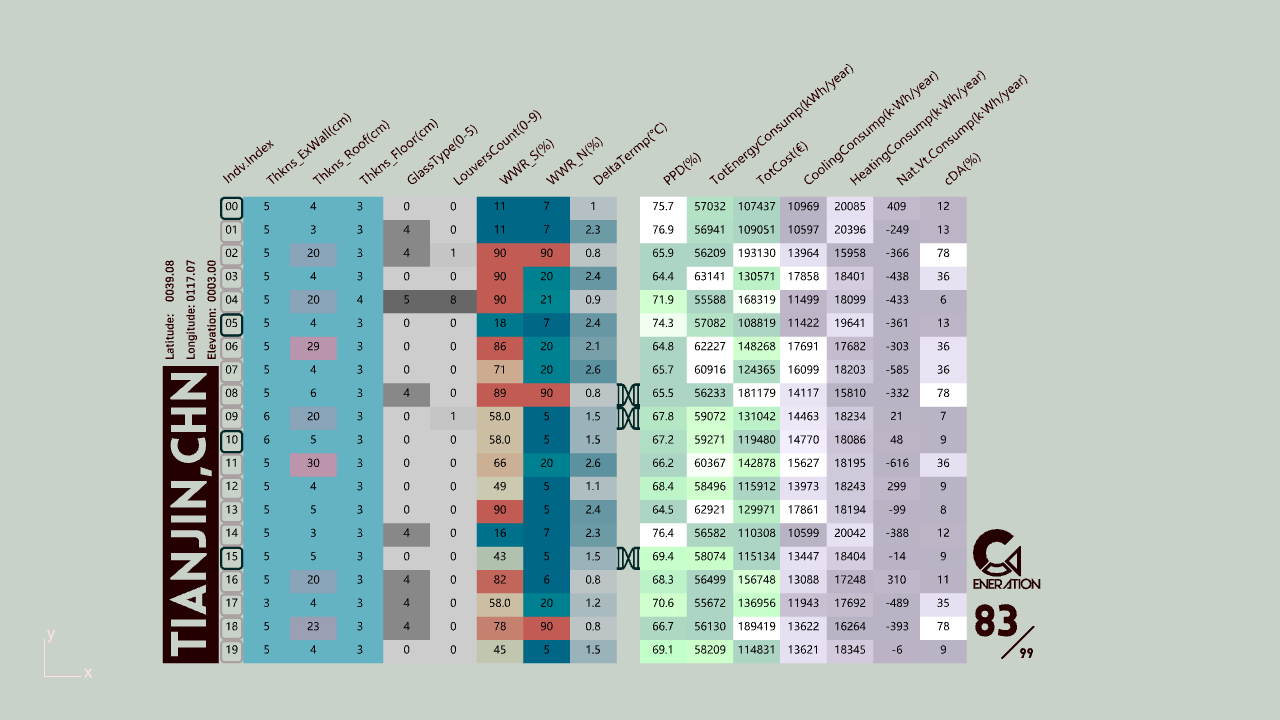 Indv.Index Thkns_ExWall(cm) Thkns_Roof(cm) Thkns_Floor(cm) GlassType(0-5) LouversCount(0-9) WWR_S(%) WWR_N(%) DeltaTermp(°C) PPD(%) TotEnergyConsump(kWh/year) TotCost(€) CoolingConsump(k·Wh/year) HeatingConsump(k·Wh/year) Nat.Vt.Consump(k·Wh/year) cDA(%)
00 5 4 3 0 0 11 7 1 75.7 57032 107437 10969 20085 409 12
01 5 3 3 4 0 11 7 2.3 76.9 56941 109051 10597 20396 -249 13
02 5 20 3 4 1 90 90 0.8 65.9 56209 193130 13964 15958 -366 78
03 5 4 3 0 0 90 20 2.4 64.4 63141 130571 17858 18401 -438 36
04 5 20 4 5 8 90 21 0.9 71.9 55588 168319 11499 18099 -433 6
05 5 4 3 0 0 18 7 2.4 74.3 57082 108819 11422 19641 -361 13
06 5 29 3 0 0 86 20 2.1 64.8 62227 148268 17691 17682 -303 36
07 5 4 3 0 0 71 20 2.6 65.7 60916 124365 16099 18203 -585 36
08 5 6 3 4 0 89 90 0.8 65.5 56233 181179 14117 15810 -332 78
09 6 20 3 0 1 58.0 5 1.5 67.8 59072 131042 14463 18234 21 7
10 6 5 3 0 0 58.0 5 1.5 67.2 59271 119480 14770 18086 48 9
11 5 30 3 0 0 66 20 2.6 66.2 60367 142878 15627 18195 -616 36
12 5 4 3 0 0 49 5 1.1 68.4 58496 115912 13973 18243 299 9
13 5 5 3 0 0 90 5 2.4 64.5 62921 129971 17861 18194 -99 8
14 5 3 3 4 0 16 7 2.3 76.4 56582 110308 10599 20042 -388 12
15 5 5 3 0 0 43 5 1.5 69.4 58074 115134 13447 18404 14 9
16 5 20 3 4 0 82 6 0.8 68.3 56499 156748 13088 17248 310 11
17 3 4 3 4 0 58.0 20 1.2 70.6 55672 136956 11943 17692 -489 35
18 5 23 3 4 0 78 90 0.8 66.7 56130 189419 13622 16264 -393 78
19 5 4 3 0 0 45 5 1.5 69.1 58209 114831 13621 18345 -6 9
Latitude: 0039.08
Longitude: 0117.07
Elevation: 0003.00
TIANJIN,CHN
G
ENERATION
83/99
y
x